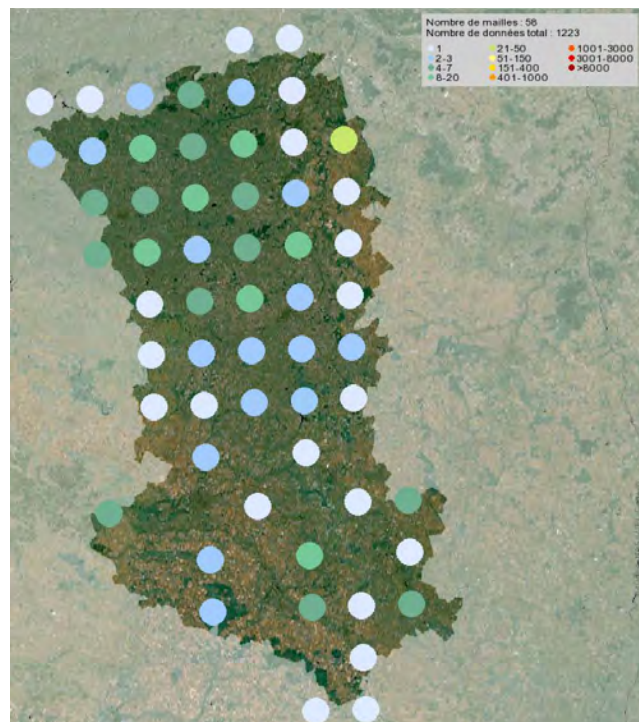 Nombre de mailles : 58
Nombre de données total : 1223
1 21-50 1001-3000
2-3 51-150 3001-8000
4-7 151-400 >8000
8-20 401-1000